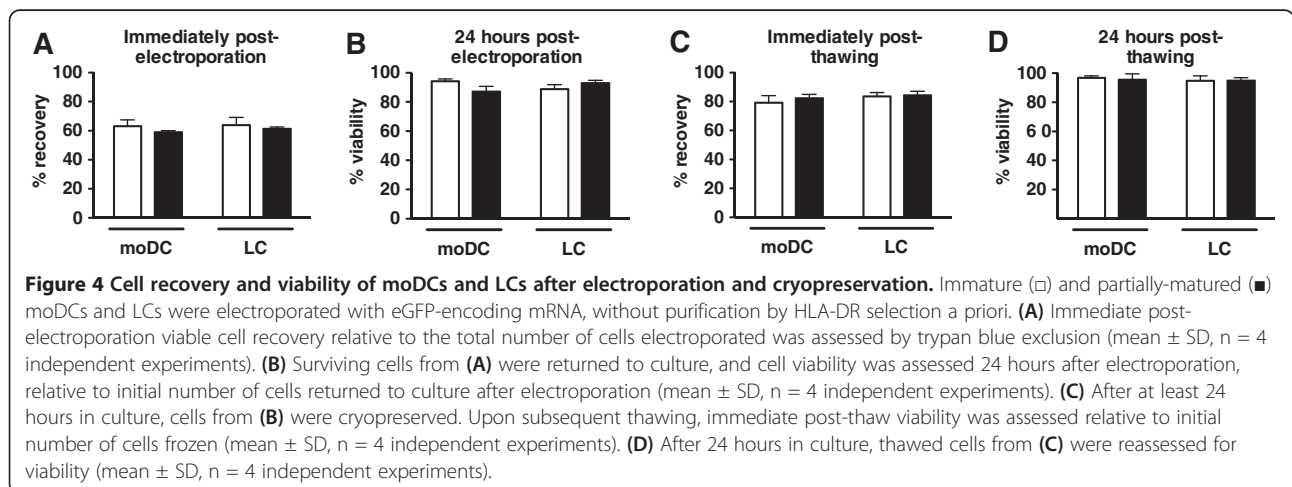 A Immediately post-electroporation
% recovery
100
80
60
40
20
0
moDC LC
B 24 hours post-electroporation
% viability
100
80
60
40
20
0
moDC LC
C Immediately post-thawing
% recovery
100
80
60
40
20
0
moDC LC
D 24 hours post-thawing
% viability
100
80
6 0
40
20
moDC LC
Figure 4 Cell recovery and viability of moDCs and LCs after electroporation and cryopreservation. Immature (□) and partially-matured (■)
moDCs and LCs were electroporated with eGFP-encoding mRNA, without purification by HLA-DR selection a priori. (A) Immediate post-
electroporation viable cell recovery relative to the total number of cells electroporated was assessed by trypan blue exclusion (mean ± SD, n = 4
independent experiments). (B) Surviving cells from (A) were returned to culture, and cell viability was assessed 24 hours after electroporation,
relative to initial number of cells returned to culture after electroporation (mean ± SD, n = 4 independent experiments). (C) After at least 24
hours in culture, cells from (B) were cryopreserved. Upon subsequent thawing, immediate post-thaw viability was assessed relative to initial
number of cells frozen (mean ± SD, n = 4 independent experiments). (D) After 24 hours in culture, thawed cells from (C) were reassessed for
viability (mean ± SD, n = 4 independent experiments).